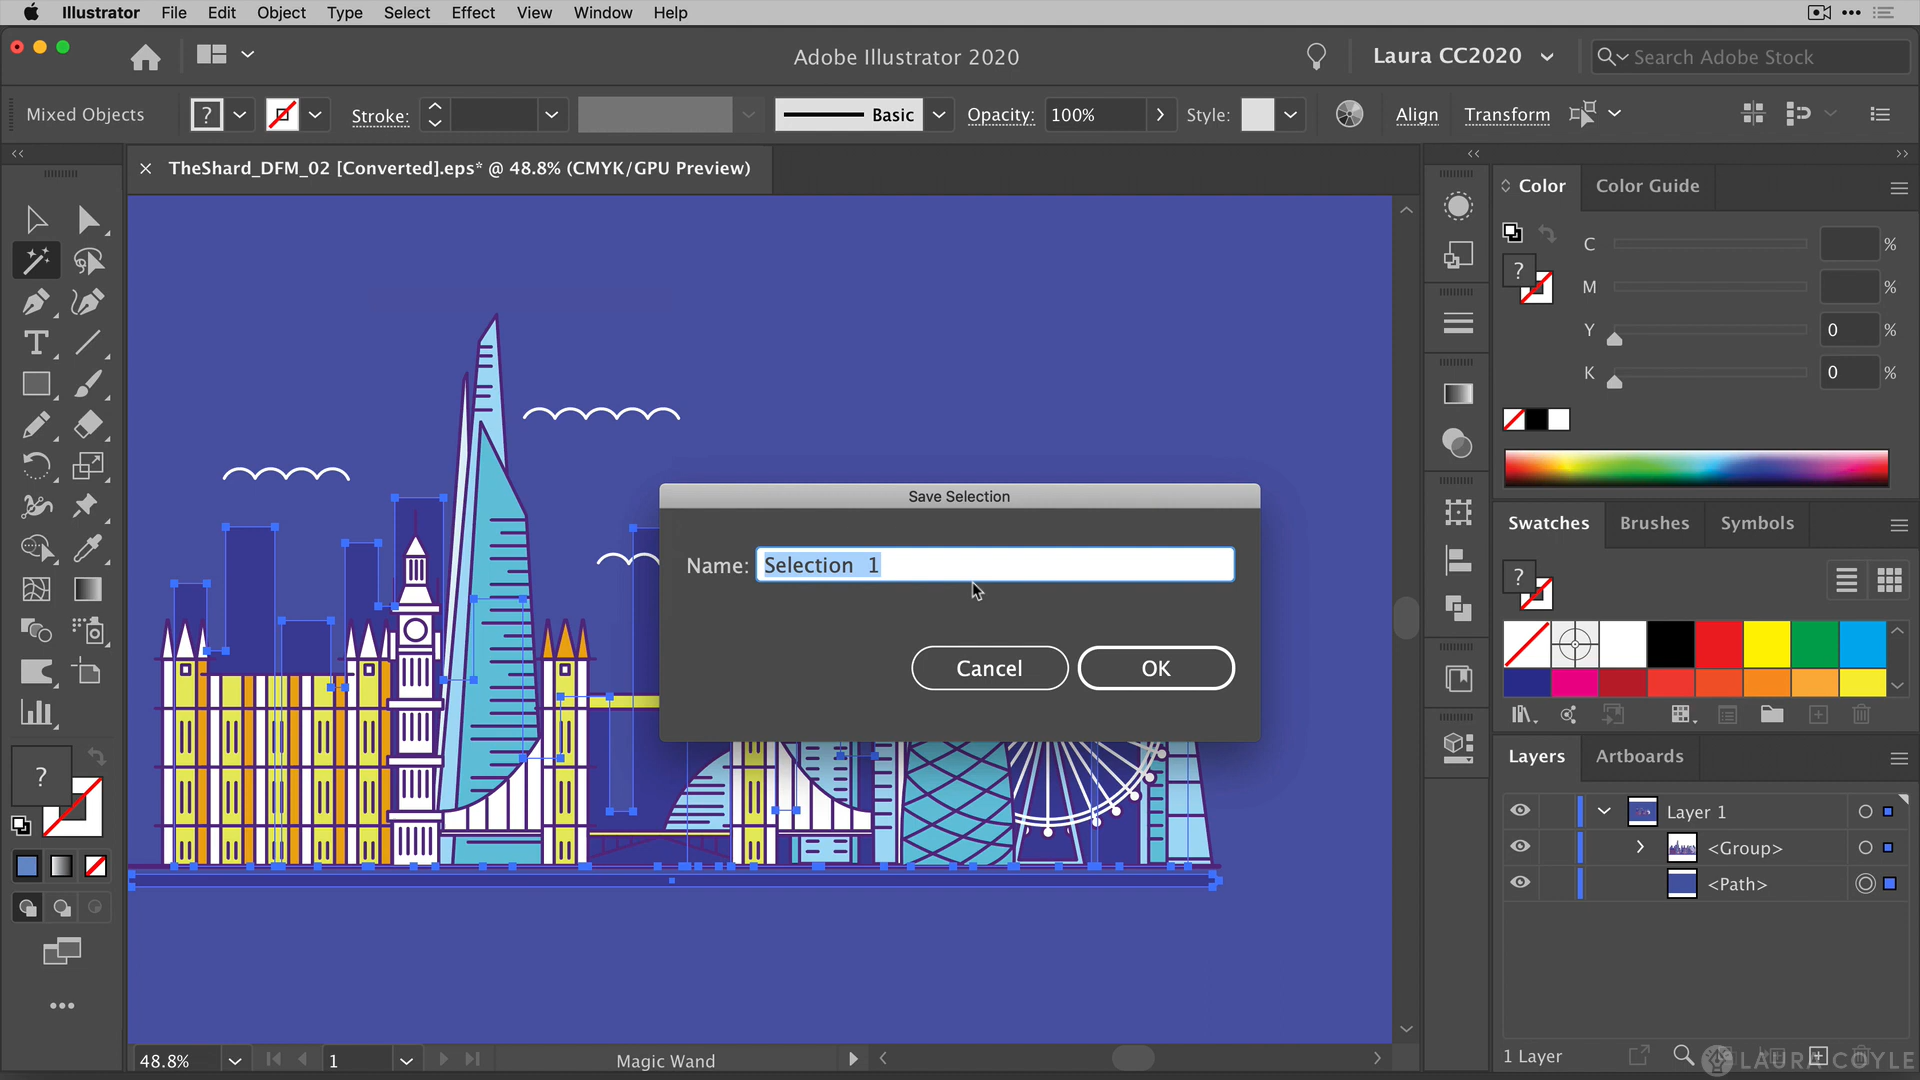 Illustrator File Edit Object Type Select Effect View Window Help
Adobe Illustrator 2020
Laura CC2020
Search Adobe Stock
Mixed Objects
?
Stroke:
Basic
Opacity:
100%
Style:
Align
Transform
TheShard_DFM_02 [Converted].eps* @ 48.8% (CMYK/GPU Preview)
Color
Color Guide
C
%
M
%
Y
0
%
K
0
%
?
Save Selection
Name:
Selection 1
Cancel
OK
Swatches
Brushes
Symbols
?
Layers
Artboards
Layer 1
<Group>
<Path>
?
48.8%
1
Magic Wand
1 Layer
LAURA COYLE